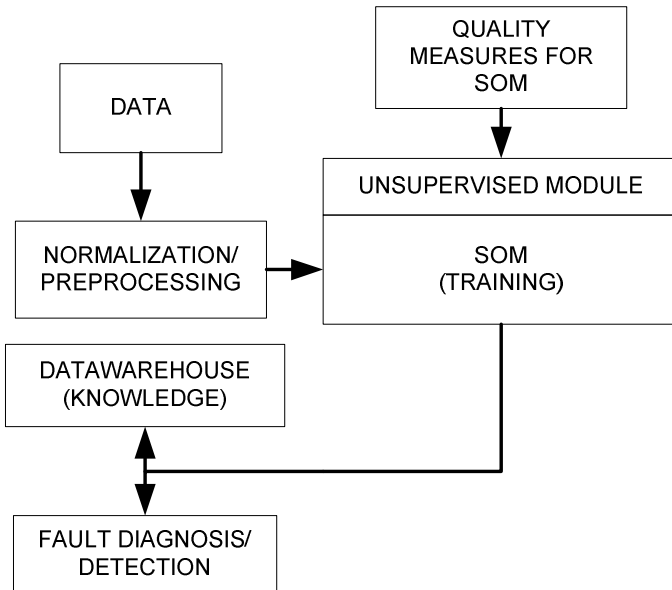 QUALITY
MEASURES FOR
SOM
DATA
UNSUPERVISED MODULE
NORMALIZATION/
PREPROCESSING
SOM
(TRAINING)
DATAWAREHOUSE
(KNOWLEDGE)
FAULT DIAGNOSIS/
DETECTION